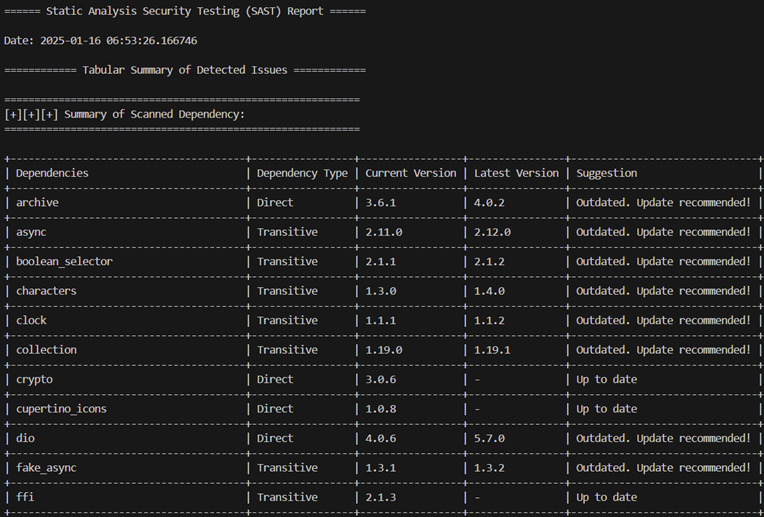 ====== Static Analysis Security Testing (SAST) Report ======
Date: 2025-01-16 06:53:26.166746
============ Tabular Summary of Detected Issues ============
===========================================================
[+][+][+] Summary of Scanned Dependency:
===========================================================
| Dependencies | Dependency Type | Current Version | Latest Version | Suggestion |
| archive | Direct | 3.6.1 | 4.0.2 | Outdated. Update recommended! |
| async | Transitive | 2.11.0 | 2.12.0 | Outdated. Update recommended! |
| boolean_selector | Transitive | 2.1.1 | 2.1.2 | Outdated. Update recommended! |
| characters | Transitive | 1.3.0 | 1.4.0 | Outdated. Update recommended! |
| clock | Transitive | 1.1.1 | 1.1.2 | Outdated. Update recommended! |
| collection | Transitive | 1.19.0 | 1.19.1 | Outdated. Update recommended! |
| crypto | Direct | 3.0.6 | - | Up to date |
| cupertino_icons | Direct | 1.0.8 | - | Up to date |
| dio | Direct | 4.0.6 | 5.7.0 | Outdated. Update recommended! |
| fake_async | Transitive | 1.3.1 | 1.3.2 | Outdated. Update recommended! |
| ffi | Transitive | 2.1.3 | - | Up to date |